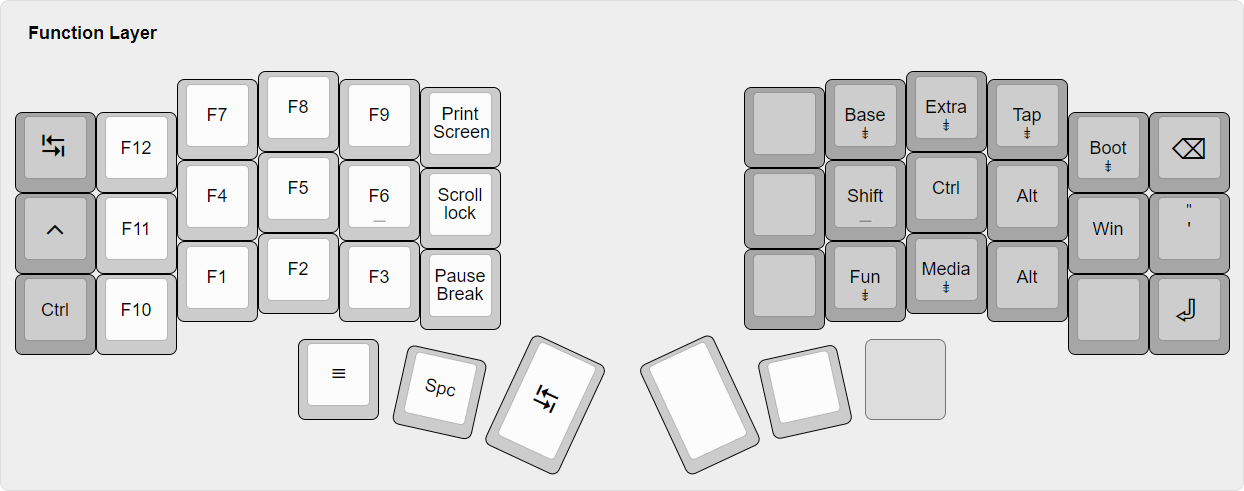 Function Layer
F7
F8
F9
Print
Screen
Base
⇟
Extra
⇟
Tap
⇟
↹
F12
Boot
⇟
⌫
F4
F5
F6
_
Scroll
lock
Shift
_
Ctrl
Alt
^
F11
Win
"
'
F1
F2
F3
Pause
Break
Fun
⇟
Media
⇟
Alt
Ctrl
F10
⏎
≡
Spc
↹